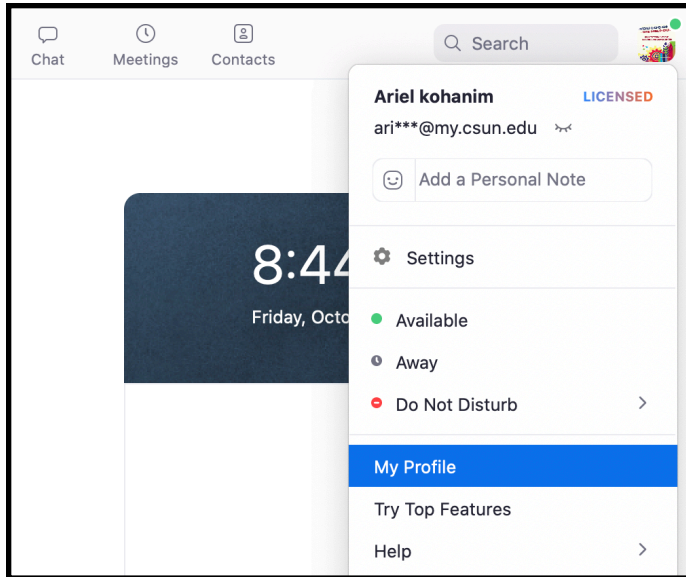 Chat Meetings Contacts Search
Ariel kohanim LICENSED
ari***@my.csun.edu
Add a Personal Note
8:44
Friday, Octo
Settings
Available
Away
Do Not Disturb
My Profile
Try Top Features
Help